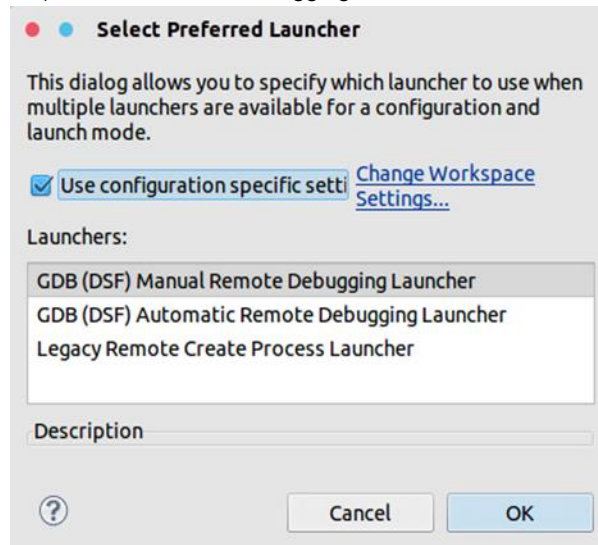 Select Preferred Launcher
This dialog allows you to specify which launcher to use when
multiple launchers are available for a configuration and
launch mode.
Use configuration specific setti
Change Workspace
Settings...
Launchers:
GDB (DSF) Manual Remote Debugging Launcher
GDB (DSF) Automatic Remote Debugging Launcher
Legacy Remote Create Process Launcher
Description
?
Cancel
OK